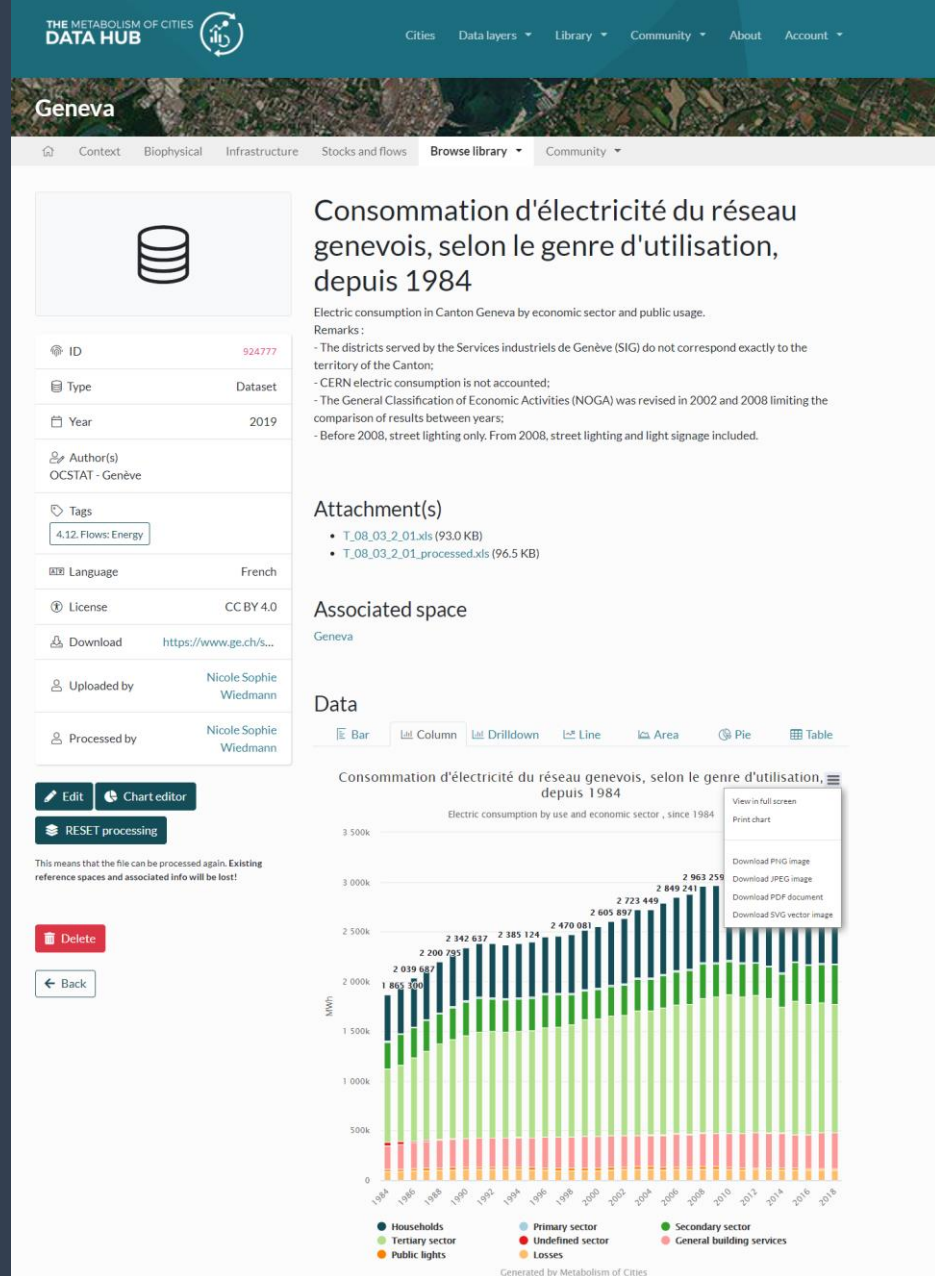 THE METABOLISM OF CITIES
DATA HUB
Cities Data layers Library Community About Account
Geneva
Context Biophysical Infrastructure Stocks and flows Browse library Community
Consommation d'électricité du réseau
genevois, selon le genre d'utilisation,
depuis 1984
Electric consumption in Canton Geneva by economic sector and public usage.
Remarks :
- The districts served by the Services industriels de Genève (SIG) do not correspond exactly to the
territory of the Canton;
- CERN electric consumption is not accounted;
- The General Classification of Economic Activities (NOGA) was revised in 2002 and 2008 limiting the
comparison of results between years;
- Before 2008, street lighting only. From 2008, street lighting and light signage included.
ID 924777
Type Dataset
Year 2019
Author(s)
OCSTAT - Genève
Tags
4.12. Flows: Energy
Language French
License CC BY 4.0
Download https://www.ge.ch/s...
Uploaded by Nicole Sophie
Wiedmann
Processed by Nicole Sophie
Wiedmann
Edit Chart editor
RESET processing
This means that the file can be processed again. Existing
reference spaces and associated info will be lost!
Delete
Back
Attachment(s)
T_08_03_2_01.xls (93.0 KB)
T_08_03_2_01_processed.xls (96.5 KB)
Associated space
Geneva
Data
Bar Column Drilldown Line Area Pie Table
Consommation d'électricité du réseau genevois, selon le genre d'utilisation,
depuis 1984
Electric consumption by use and economic sector , since 1984
View in full screen
Print chart
Download PNG image
Download JPEG image
Download PDF document
Download SVG vector image
MWh
3 500k
3 000k
2 500k
2 000k
1 500k
1 000k
500k
0
1 865 300
2 039 687
2 200 795
2 342 637
2 385 124
2 470 081
2 605 897
2 723 449
2 849 241
2 963 259
1984 1986 1988 1990 1992 1994 1996 1998 2000 2002 2004 2006 2008 2010 2012 2014 2016 2018
Households Primary sector Secondary sector
Tertiary sector Undefined sector General building services
Public lights Losses
Generated by Metabolism of Cities